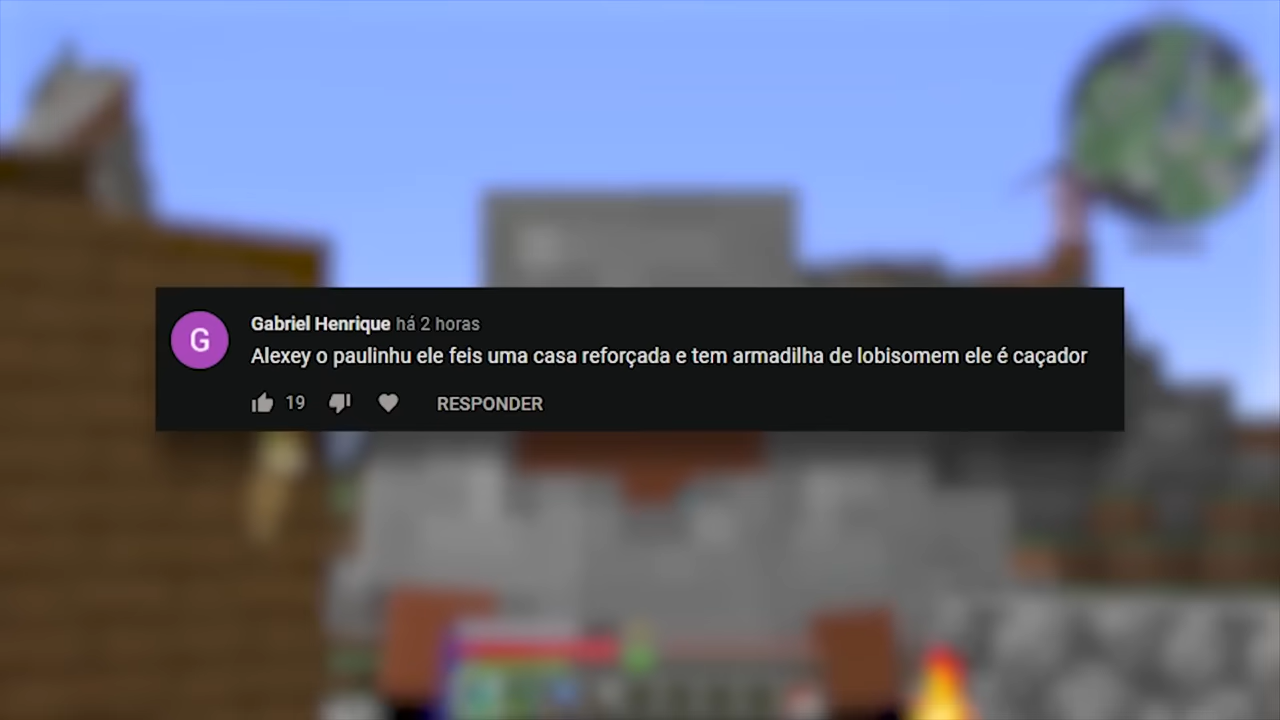 G
Gabriel Henrique há 2 horas
Alexey o paulinhu ele feis uma casa reforçada e tem armadilha de lobisomem ele é caçador
19 RESPONDER